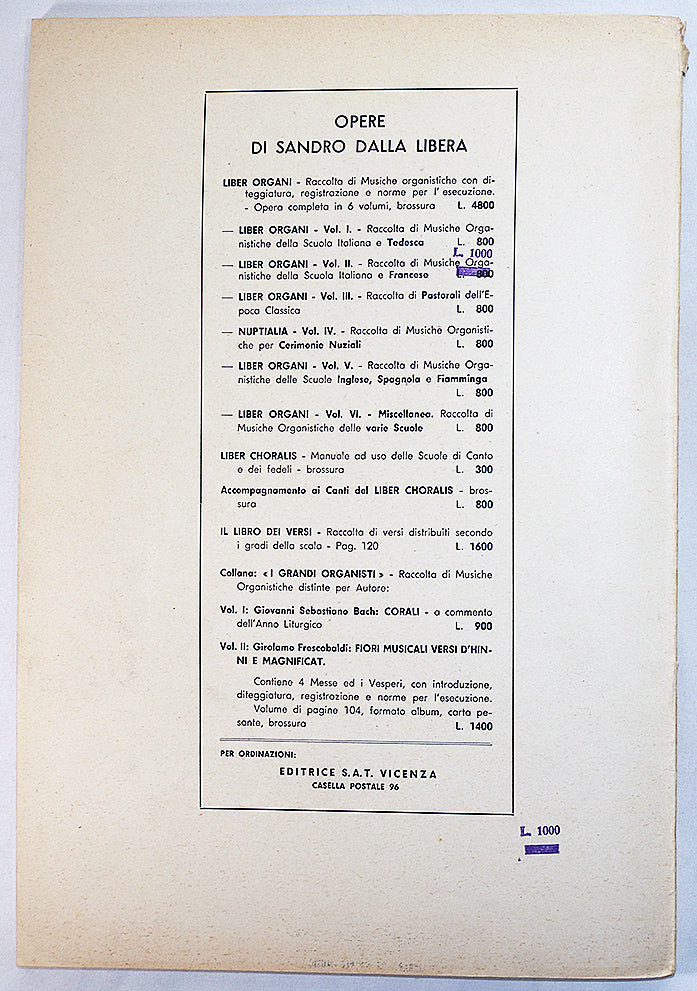 OPERE
DI SANDRO DALLA LIBERA
LIBER ORGANI - Raccolta di Musiche organistiche con di-
teggiatura, registrazione e norme per l'esecuzione.
- Opera completa in 6 volumi, brossura L. 4800
— LIBER ORGANI - Vol. I. - Raccolta di Musiche Orga-
nistiche della Scuola Italiana e Tedesca L. 800
L. 1000
— LIBER ORGANI - Vol. II. - Raccolta di Musiche Orga-
nistiche della Scuola Italiana e Francese L. 800
— LIBER ORGANI - Vol. III. - Raccolta di Pastorali dell'E-
poca Classica L. 800
— NUPTIALIA - Vol. IV. - Raccolta di Musiche Organisti-
che per Cerimonie Nuziali L. 800
— LIBER ORGANI - Vol. V. - Raccolta di Musiche Orga-
nistiche delle Scuole Inglese, Spagnola e Fiamminga
L. 800
— LIBER ORGANI - Vol. VI. - Miscellanea. Raccolta di
Musiche Organistiche delle varie Scuole L. 800
LIBER CHORALIS - Manuale ad uso delle Scuole di Canto
e dei fedeli - brossura L. 300
Accompagnamento ai Canti del LIBER CHORALIS - bros-
sura L. 800
IL LIBRO DEI VERSI - Raccolta di versi distribuiti secondo
i gradi della scala - Pag. 120 L. 1600
Collana: « I GRANDI ORGANISTI » - Raccolta di Musiche
Organistiche distinte per Autore:
Vol. I: Giovanni Sebastiano Bach: CORALI - a commento
dell'Anno Liturgico L. 900
Vol. II: Girolamo Frescobaldi: FIORI MUSICALI VERSI D'HIN-
NI E MAGNIFICAT.
Contiene 4 Messe ed i Vesperi, con introduzione,
diteggiatura, registrazione e norme per l'esecuzione.
Volume di pagine 104, formato album, carta pe-
sante, brossura L. 1400
PER ORDINAZIONI:
EDITRICE S.A.T. VICENZA
CASELLA POSTALE 96
L. 1000